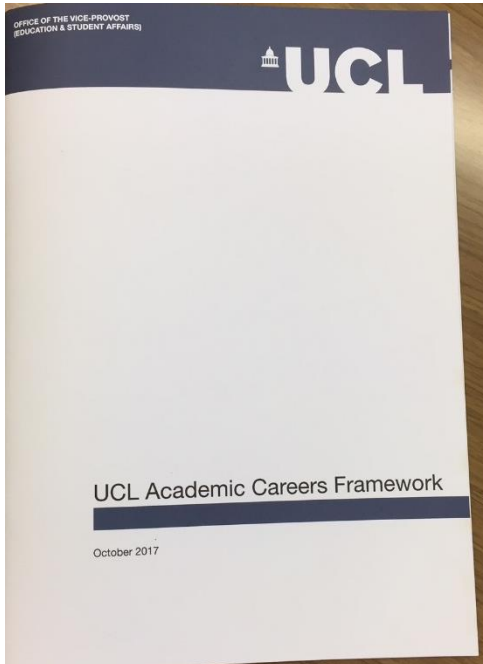 OFFICE OF THE VICE-PROVOST
(EDUCATION & STUDENT AFFAIRS)
UCL
UCL Academic Careers Framework
October 2017